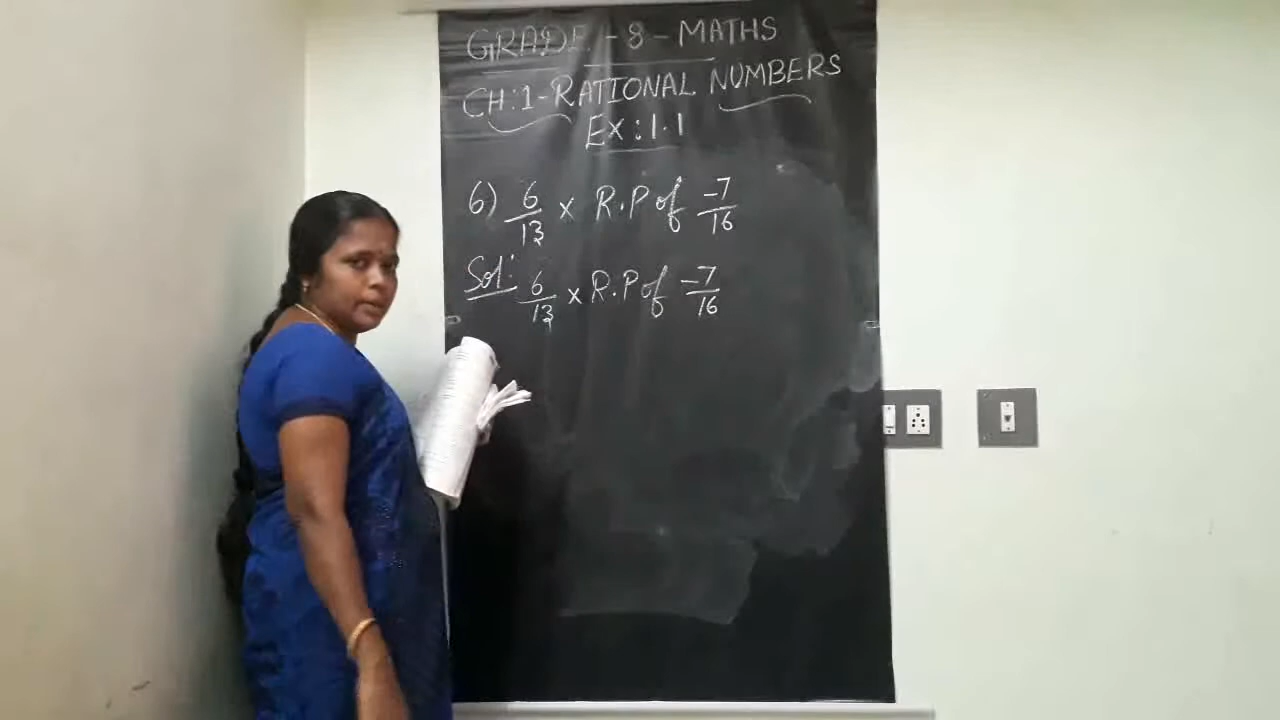 GRADE - 8 - MATHS
CH:1-RATIONAL NUMBERS
EX:1.1
6) 6/13 x R.P of -7/16
Sol: 6/13 x R.P of -7/16